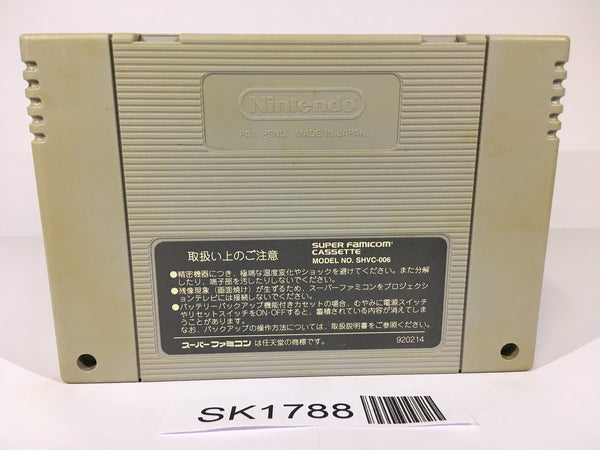 Nintendo
PAT. PEND. MADE IN JAPAN
取扱い上のご注意
SUPER FAMICOM
CASSETTE
MODEL NO. SHVC-006
●精密機器につき、極端な温度変化やショックを避けてください。また分解
したり、端子部を汚したりしないでください。
●残像現象（画面焼け）が生ずるため、スーパーファミコンをプロジェクシ
ョンテレビには接続しないでください。
●バッテリーバックアップ機能付きカセットの場合、むやみに電源スイッチ
やリセットスイッチをON・OFFすると、蓄積されている内容が消えてしま
うことがあります。
なお、バックアップの操作方法については、取扱説明書をご参照ください。
スーパーファミコン は任天堂の商標です。
920214
SK1788